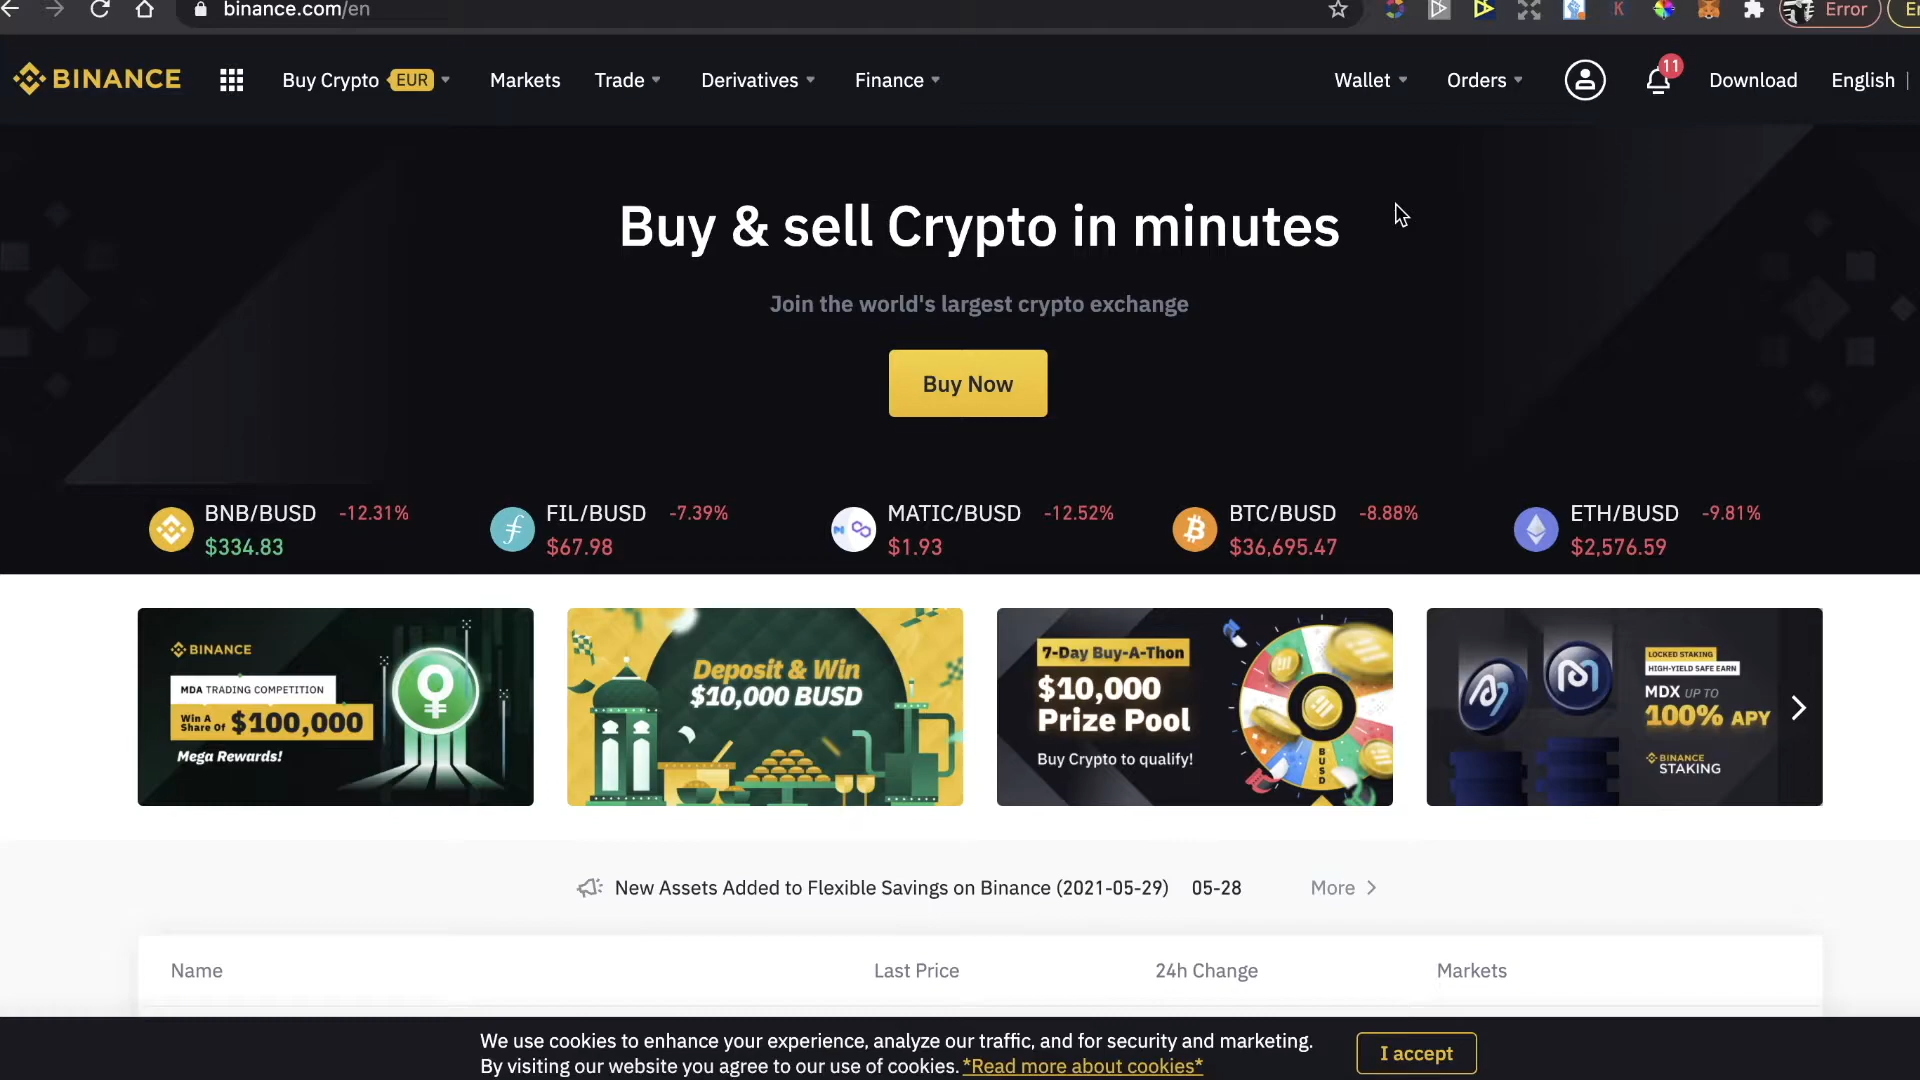 binance.com/en
Error
BINANCE
Buy Crypto EUR
Markets
Trade
Derivatives
Finance
Wallet
Orders
11
Download
English
Buy & sell Crypto in minutes
Join the world's largest crypto exchange
Buy Now
BNB/BUSD -12.31%
$334.83
FIL/BUSD -7.39%
$67.98
MATIC/BUSD -12.52%
$1.93
BTC/BUSD -8.88%
$36,695.47
ETH/BUSD -9.81%
$2,576.59
BINANCE
MDA TRADING COMPETITION
Win A
Share Of $100,000
Mega Rewards!
Deposit & Win
$10,000 BUSD
7-Day Buy-A-Thon
$10,000
Prize Pool
Buy Crypto to qualify!
BUSD
LOCKED STAKING
HIGH-YIELD SAFE EARN
MDX UP TO
100% APY
BINANCE
STAKING
New Assets Added to Flexible Savings on Binance (2021-05-29) 05-28
More
Name Last Price 24h Change Markets
We use cookies to enhance your experience, analyze our traffic, and for security and marketing.
By visiting our website you agree to our use of cookies. *Read more about cookies*
I accept